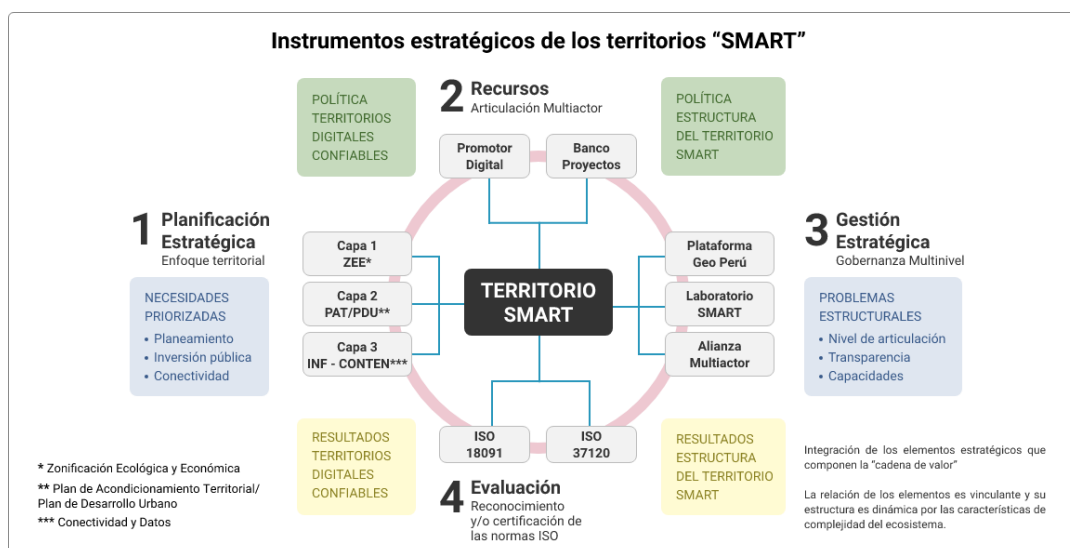 Instrumentos estratégicos de los territorios “SMART”
POLÍTICA
TERRITORIOS
DIGITALES
CONFIABLES
2 Recursos
Articulación Multiactor
POLÍTICA
ESTRUCTURA
DEL TERRITORIO
SMART
Promotor
Digital
Banco
Proyectos
1 Planificación
Estratégica
Enfoque territorial
NECESIDADES
PRIORIZADAS
• Planeamiento
• Inversión pública
• Conectividad
Capa 1
ZEE*
Capa 2
PAT/PDU**
Capa 3
INF - CONTEN***
TERRITORIO
SMART
Plataforma
Geo Perú
Laboratorio
SMART
Alianza
Multiactor
3 Gestión
Estratégica
Gobernanza Multinivel
PROBLEMAS
ESTRUCTURALES
• Nivel de articulación
• Transparencia
• Capacidades
RESULTADOS
TERRITORIOS
DIGITALES
CONFIABLES
ISO
18091
ISO
37120
4 Evaluación
Reconocimiento
y/o certificación de
las normas ISO
RESULTADOS
ESTRUCTURA
DEL TERRITORIO
SMART
* Zonificación Ecológica y Económica
** Plan de Acondicionamiento Territorial/
Plan de Desarrollo Urbano
*** Conectividad y Datos
Integración de los elementos estratégicos que
componen la “cadena de valor”
La relación de los elementos es vinculante y su
estructura es dinámica por las características de
complejidad del ecosistema.